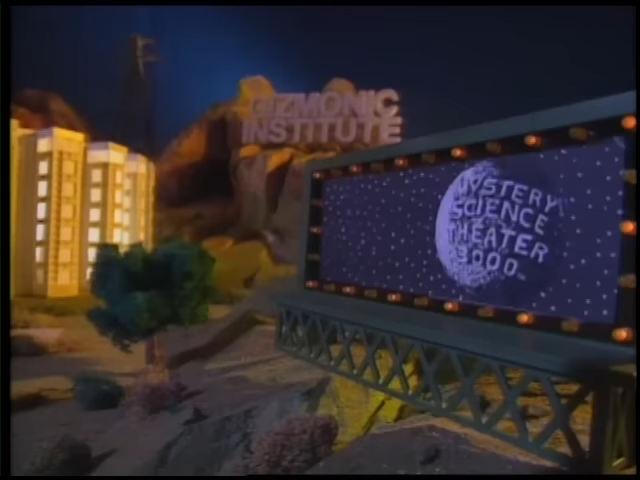 GIZMONIC
INSTITUTE
MYSTERY
SCIENCE
THEATER
3000